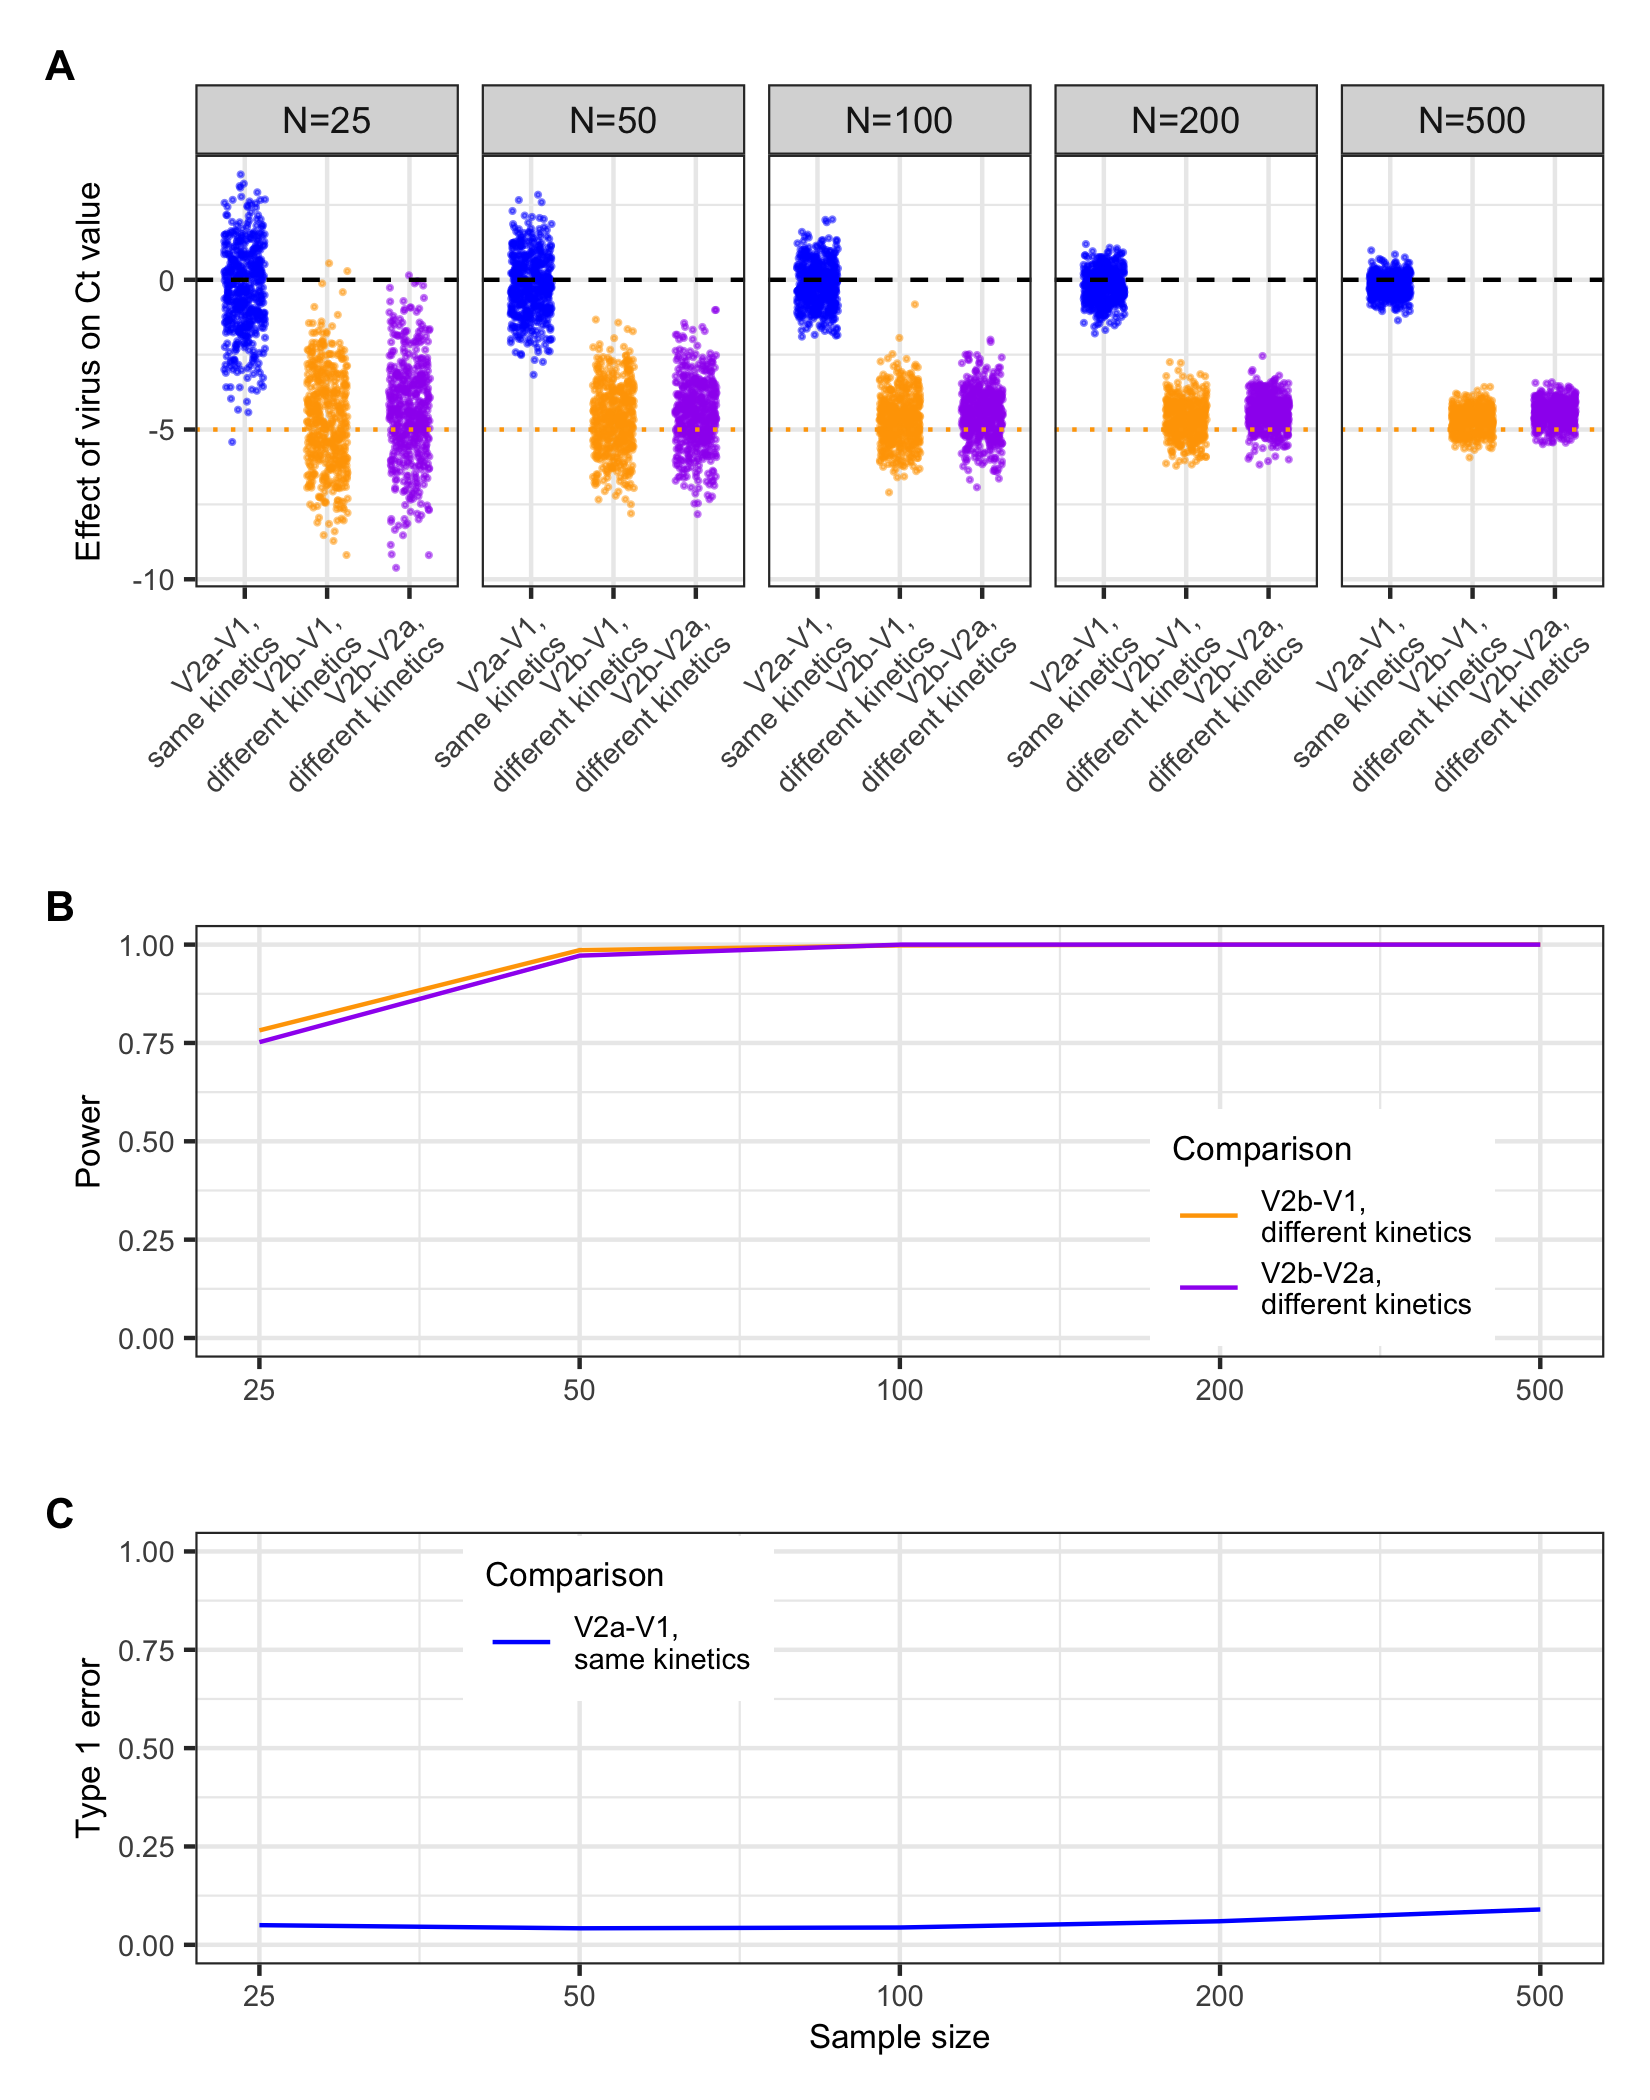 A
N=25
N=50
N=100
N=200
N=500
Effect of virus on Ct value
0
-5
-10
V2a-V1,
same kinetics
V2b-V1,
different kinetics
V2b-V2a,
different kinetics
V2a-V1,
same kinetics
V2b-V1,
different kinetics
V2b-V2a,
different kinetics
V2a-V1,
same kinetics
V2b-V1,
different kinetics
V2b-V2a,
different kinetics
V2a-V1,
same kinetics
V2b-V1,
different kinetics
V2b-V2a,
different kinetics
V2a-V1,
same kinetics
V2b-V1,
different kinetics
V2b-V2a,
different kinetics
B
Power
1.00
0.75
0.50
0.25
0.00
Comparison
V2b-V1,
different kinetics
V2b-V2a,
different kinetics
25
50
100
200
500
C
Type 1 error
1.00
0.75
0.50
0.25
0.00
Comparison
V2a-V1,
same kinetics
25
50
100
200
500
Sample size